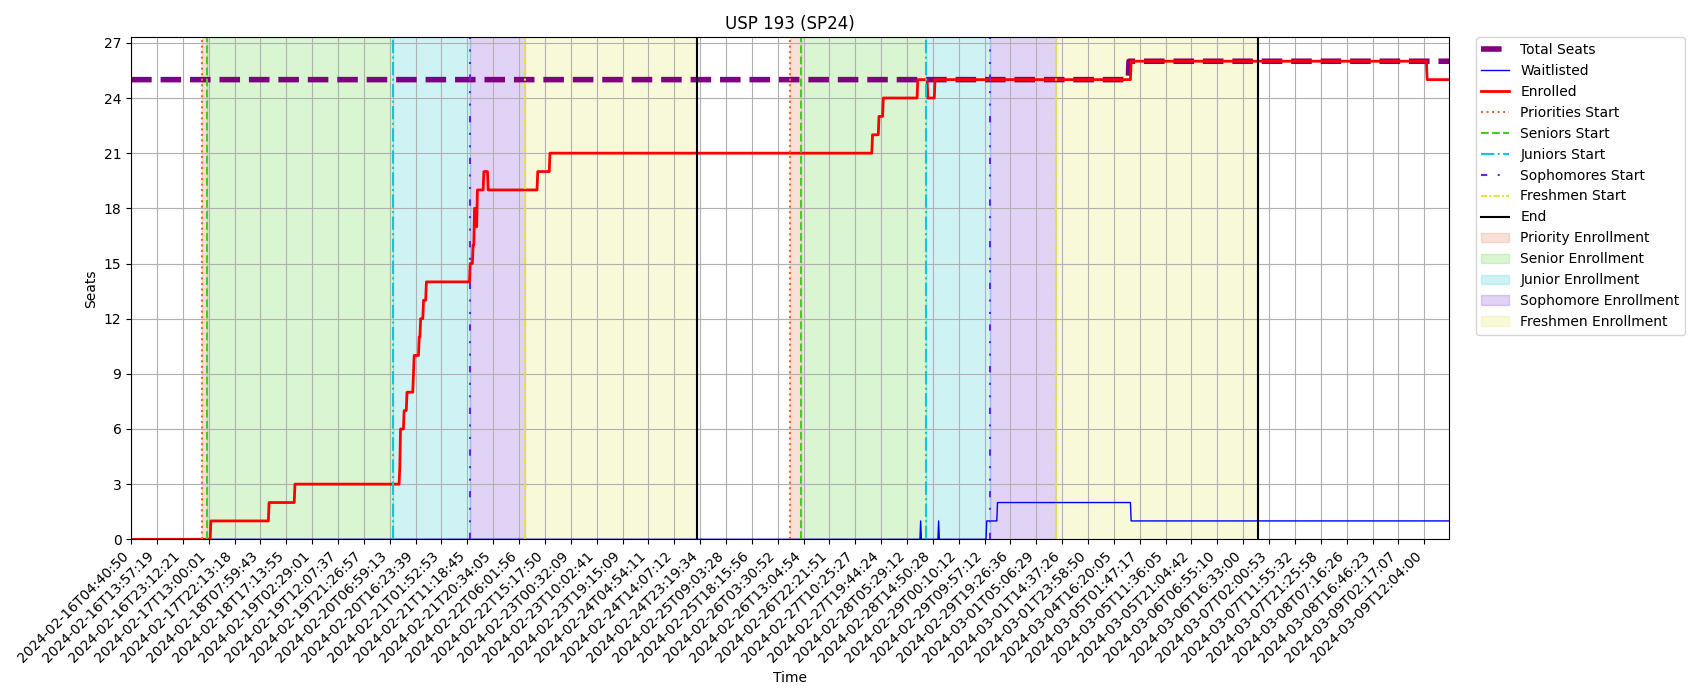 USP 193 (SP24)
27
24
21
18
15
12
9
6
3
0
Seats
2024-02-16T04:40:50
2024-02-16T13:57:19
2024-02-16T23:12:21
2024-02-17T13:00:01
2024-02-17T22:13:18
2024-02-18T07:59:43
2024-02-18T17:13:55
2024-02-19T02:29:01
2024-02-19T12:07:37
2024-02-19T21:26:57
2024-02-20T06:59:13
2024-02-20T16:23:39
2024-02-21T01:52:53
2024-02-21T11:18:45
2024-02-21T20:34:05
2024-02-22T06:01:56
2024-02-22T15:17:50
2024-02-23T00:32:09
2024-02-23T10:02:41
2024-02-23T19:15:09
2024-02-24T04:54:11
2024-02-24T14:07:12
2024-02-24T23:19:34
2024-02-25T09:03:28
2024-02-25T18:15:56
2024-02-26T03:30:52
2024-02-26T13:04:54
2024-02-26T22:21:51
2024-02-27T10:25:27
2024-02-27T19:44:24
2024-02-28T05:29:12
2024-02-28T14:50:28
2024-02-29T00:10:12
2024-02-29T09:57:12
2024-02-29T19:26:36
2024-03-01T05:06:29
2024-03-01T14:37:26
2024-03-01T23:58:50
2024-03-04T16:20:05
2024-03-05T01:47:17
2024-03-05T11:36:05
2024-03-05T21:04:42
2024-03-06T06:55:10
2024-03-06T16:33:00
2024-03-07T02:00:53
2024-03-07T11:55:32
2024-03-07T21:25:58
2024-03-08T07:16:26
2024-03-08T16:46:23
2024-03-09T02:17:07
2024-03-09T12:04:00
Time
Total Seats
Waitlisted
Enrolled
Priorities Start
Seniors Start
Juniors Start
Sophomores Start
Freshmen Start
End
Priority Enrollment
Senior Enrollment
Junior Enrollment
Sophomore Enrollment
Freshmen Enrollment